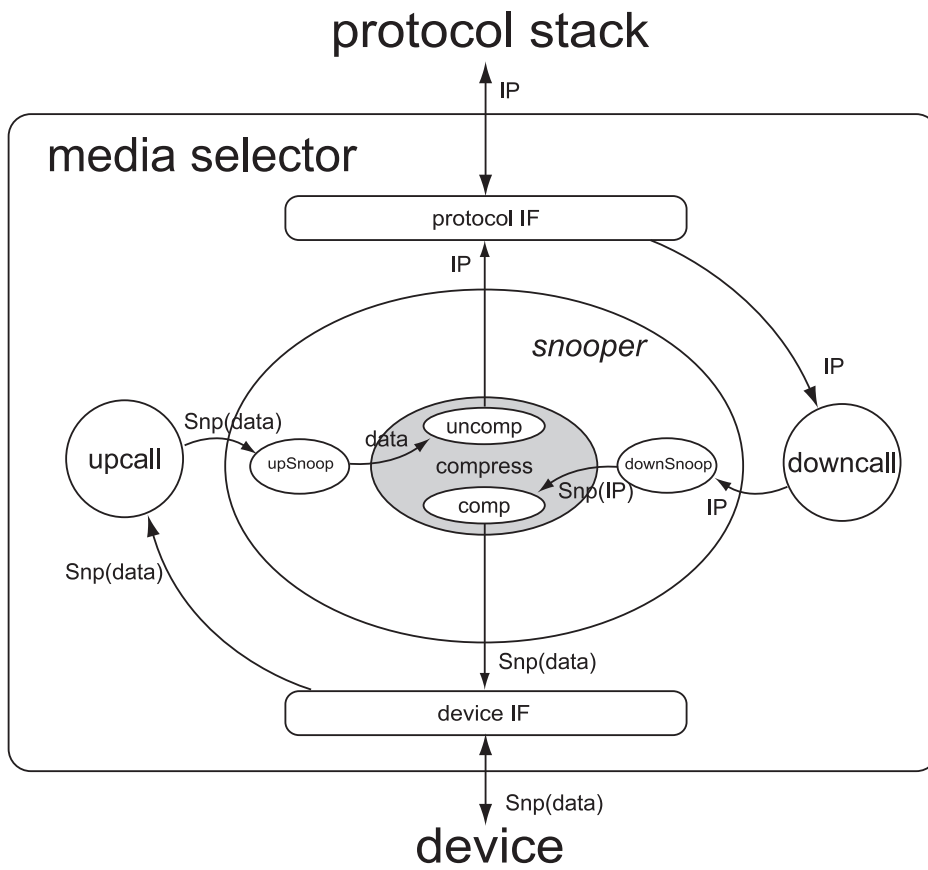 protocol stack
IP
media selector
protocol IF
IP
snooper
IP
Snp(data)
uncomp
data
upcall
upSnoop
compress
downSnoop
downcall
Snp(IP)
comp
IP
Snp(data)
Snp(data)
device IF
Snp(data)
device